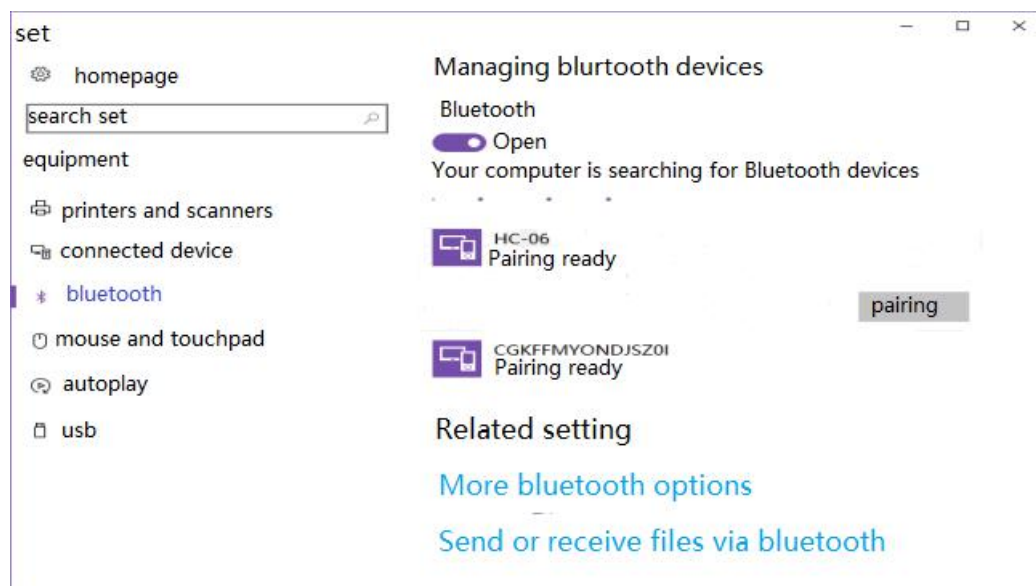 set
homepage
search set
equipment
printers and scanners
connected device
bluetooth
mouse and touchpad
autoplay
usb
Managing blurtooth devices
Bluetooth
Open
Your computer is searching for Bluetooth devices
HC-06
Pairing ready
pairing
CGKFFMYONDJSZ0I
Pairing ready
Related setting
More bluetooth options
Send or receive files via bluetooth